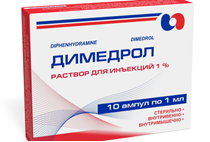 DIPHENHYDRAMINE DIMEDROL
ДИМЕДРОЛ
РАСТВОР ДЛЯ ИНЪЕКЦИЙ 1 %
10 ампул по 1 мл
СТЕРИЛЬНО
ВНУТРИВЕННО
ВНУТРИМЫШЕЧНО